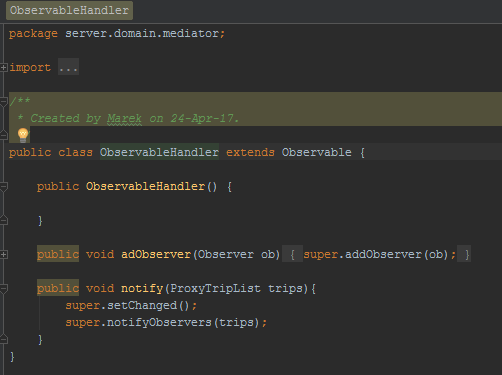 ObservableHandler
package server.domain.mediator;
import ...
/**
* Created by Marek on 24-Apr-17.
public class ObservableHandler extends Observable {
public ObservableHandler() {
}
public void adObserver(Observer ob) { super.addObserver(ob); }
public void notify(ProxyTripList trips){
super.setChanged();
super.notifyObservers(trips);
}
}